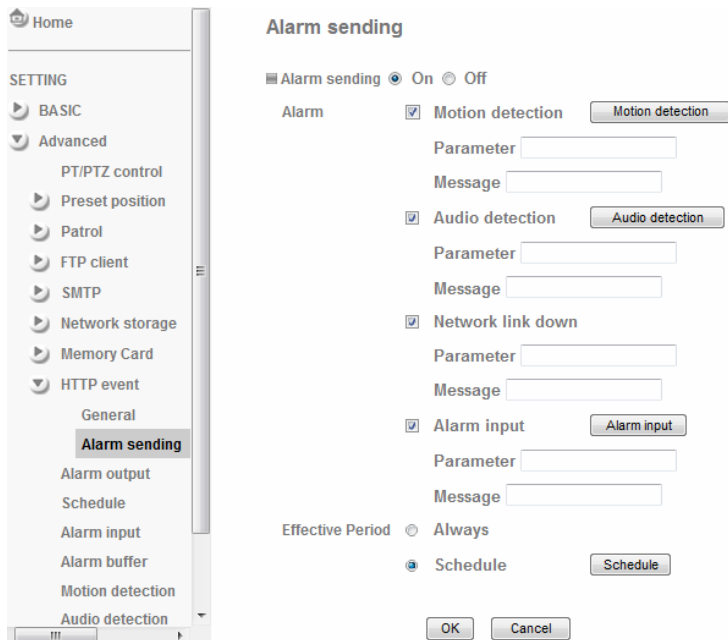 Home
SETTING
BASIC
Advanced
PT/PTZ control
Preset position
Patrol
FTP client
SMTP
Network storage
Memory Card
HTTP event
General
Alarm sending
Alarm output
Schedule
Alarm input
Alarm buffer
Motion detection
Audio detection
Alarm sending
Alarm sending On Off
Alarm Motion detection Motion detection
Parameter
Message
Audio detection Audio detection
Parameter
Message
Network link down
Parameter
Message
Alarm input Alarm input
Parameter
Message
Effective Period Always
Schedule Schedule
OK Cancel